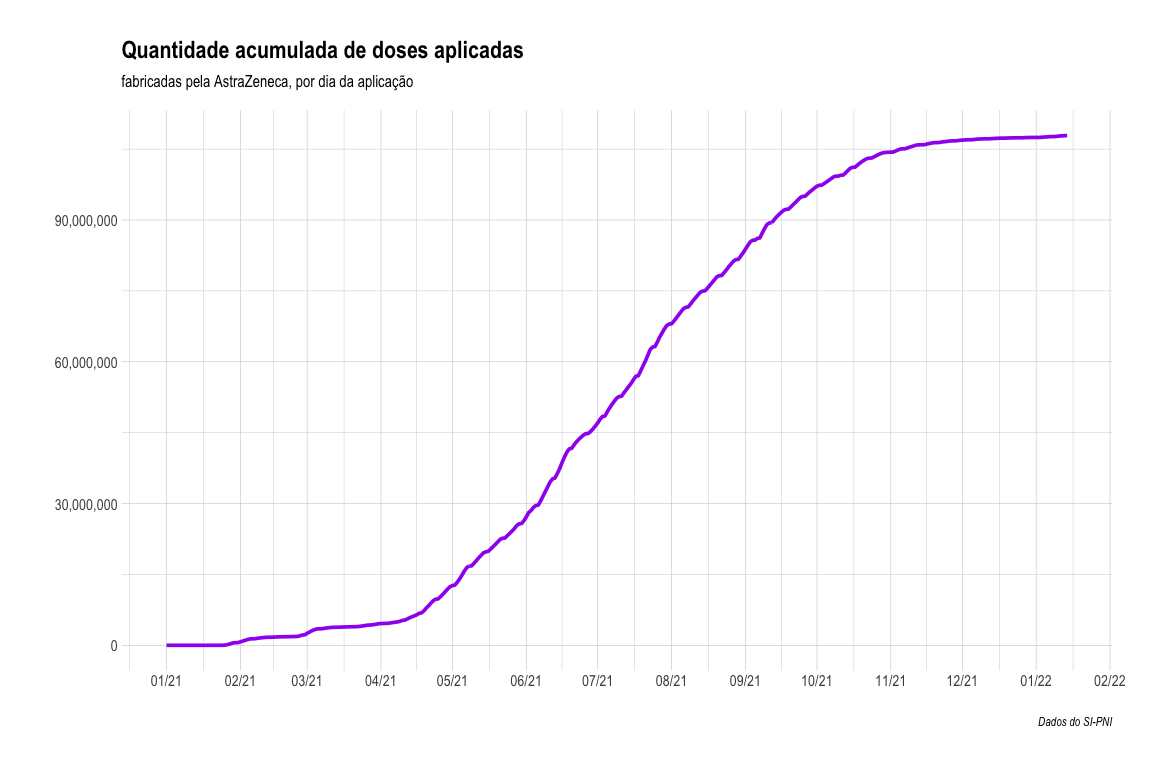 Quantidade acumulada de doses aplicadas
fabricadas pela AstraZeneca, por dia da aplicação
90,000,000
60,000,000
30,000,000
0
01/21 02/21 03/21 04/21 05/21 06/21 07/21 08/21 09/21 10/21 11/21 12/21 01/22 02/22
Dados do SI-PNI